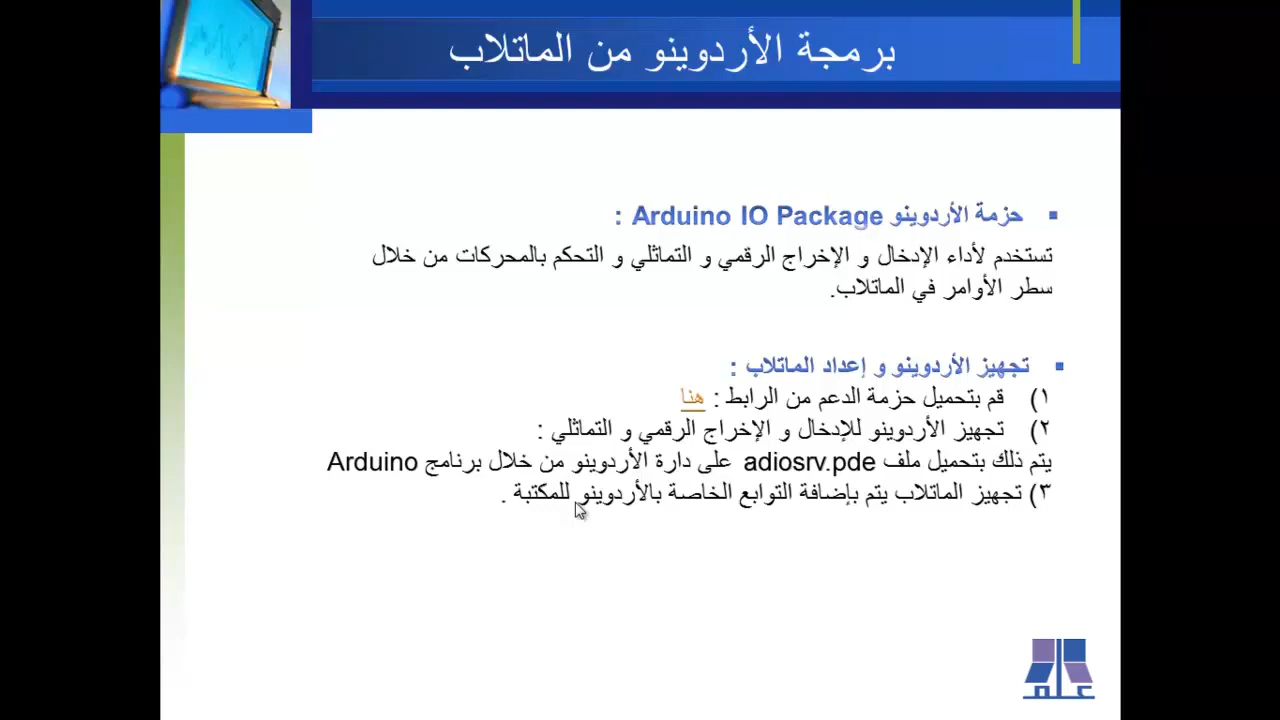 برمجة الأردوينو من الماتلاب
▪ حزمة الأردوينو Arduino IO Package :
تستخدم لأداء الإدخال و الإخراج الرقمي و التماثلي و التحكم بالمحركات من خلال
سطر الأوامر في الماتلاب.
▪ تجهيز الأردوينو و إعداد الماتلاب :
١) قم بتحميل حزمة الدعم من الرابط : هنا
٢) تجهيز الأردوينو للإدخال و الإخراج الرقمي و التماثلي :
يتم ذلك بتحميل ملف adiosrv.pde على دارة الأردوينو من خلال برنامج Arduino
٣) تجهيز الماتلاب يتم بإضافة التوابع الخاصة بالأردوينو للمكتبة .
علم